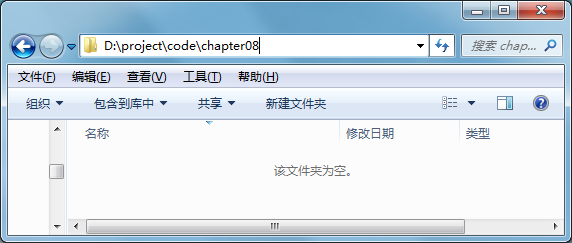 D:\project\code\chapter08 搜索 chap...
文件(F) 编辑(E) 查看(V) 工具(T) 帮助(H)
组织 包含到库中 共享 新建文件夹
名称 修改日期 类型
该文件夹为空。